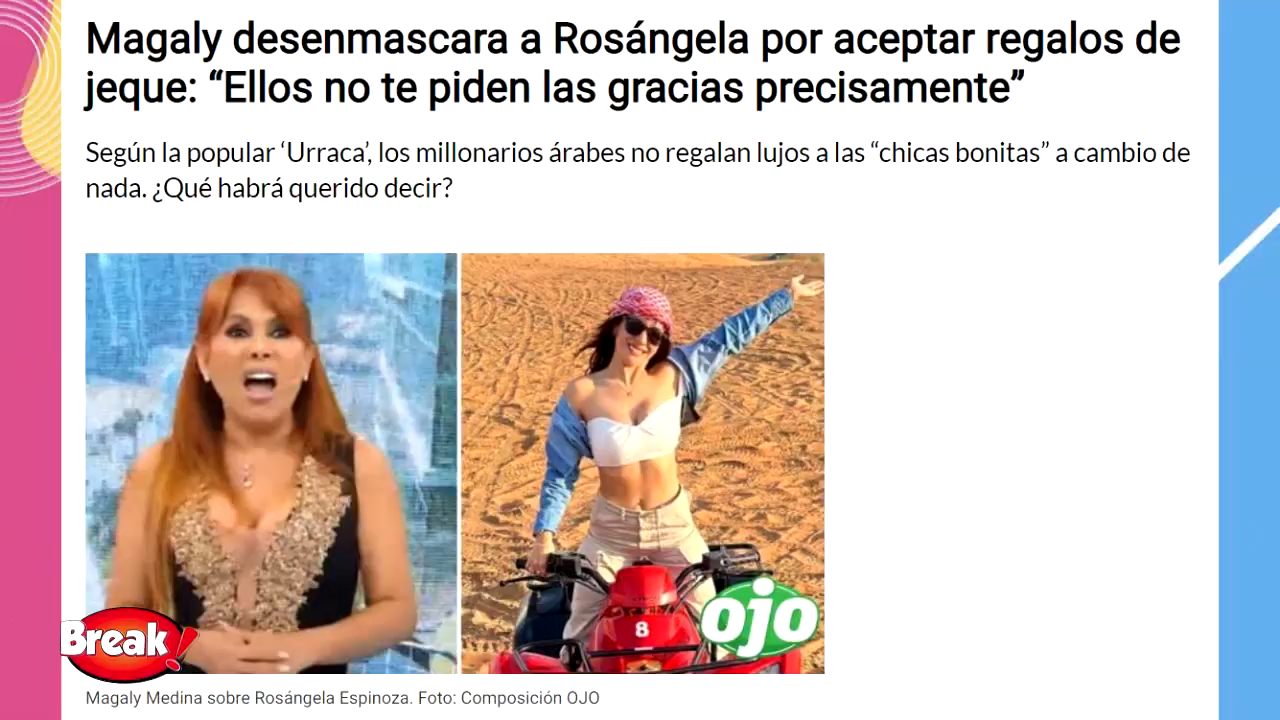 Magaly desenmascara a Rosángela por aceptar regalos de
jeque: “Ellos no te piden las gracias precisamente”
Según la popular ‘Urraca’, los millonarios árabes no regalan lujos a las “chicas bonitas” a cambio de
nada. ¿Qué habrá querido decir?
8
ojo
Break!
Magaly Medina sobre Rosángela Espinoza. Foto: Composición OJO